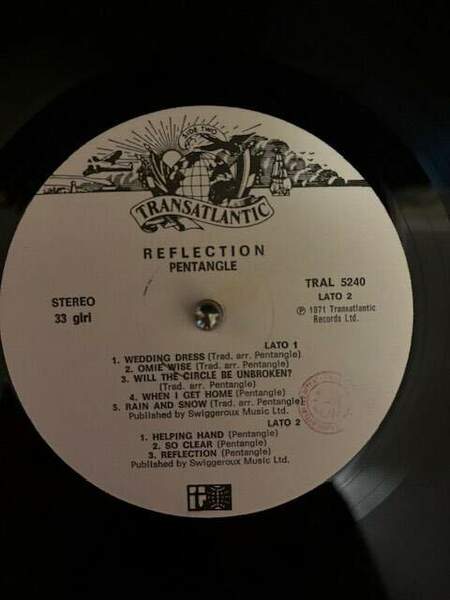 SIDE TWO
TRANSATLANTIC
REFLECTION
PENTANGLE
STEREO
33 giri
TRAL 5240
LATO 2
℗ 1971 Transatlantic
Records Ltd.
LATO 1
1. WEDDING DRESS (Trad. arr. Pentangle)
2. OMIE WISE (Trad. arr. Pentangle)
3. WILL THE CIRCLE BE UNBROKEN?
(Trad. arr. Pentangle)
4. WHEN I GET HOME (Pentangle)
5. RAIN AND SNOW (Trad. arr. Pentangle)
Published by Swiggeroux Music Ltd.
LATO 2
1. HELPING HAND (Pentangle)
2. SO CLEAR (Pentangle)
3. REFLECTION (Pentangle)
Published by Swiggeroux Music Ltd.